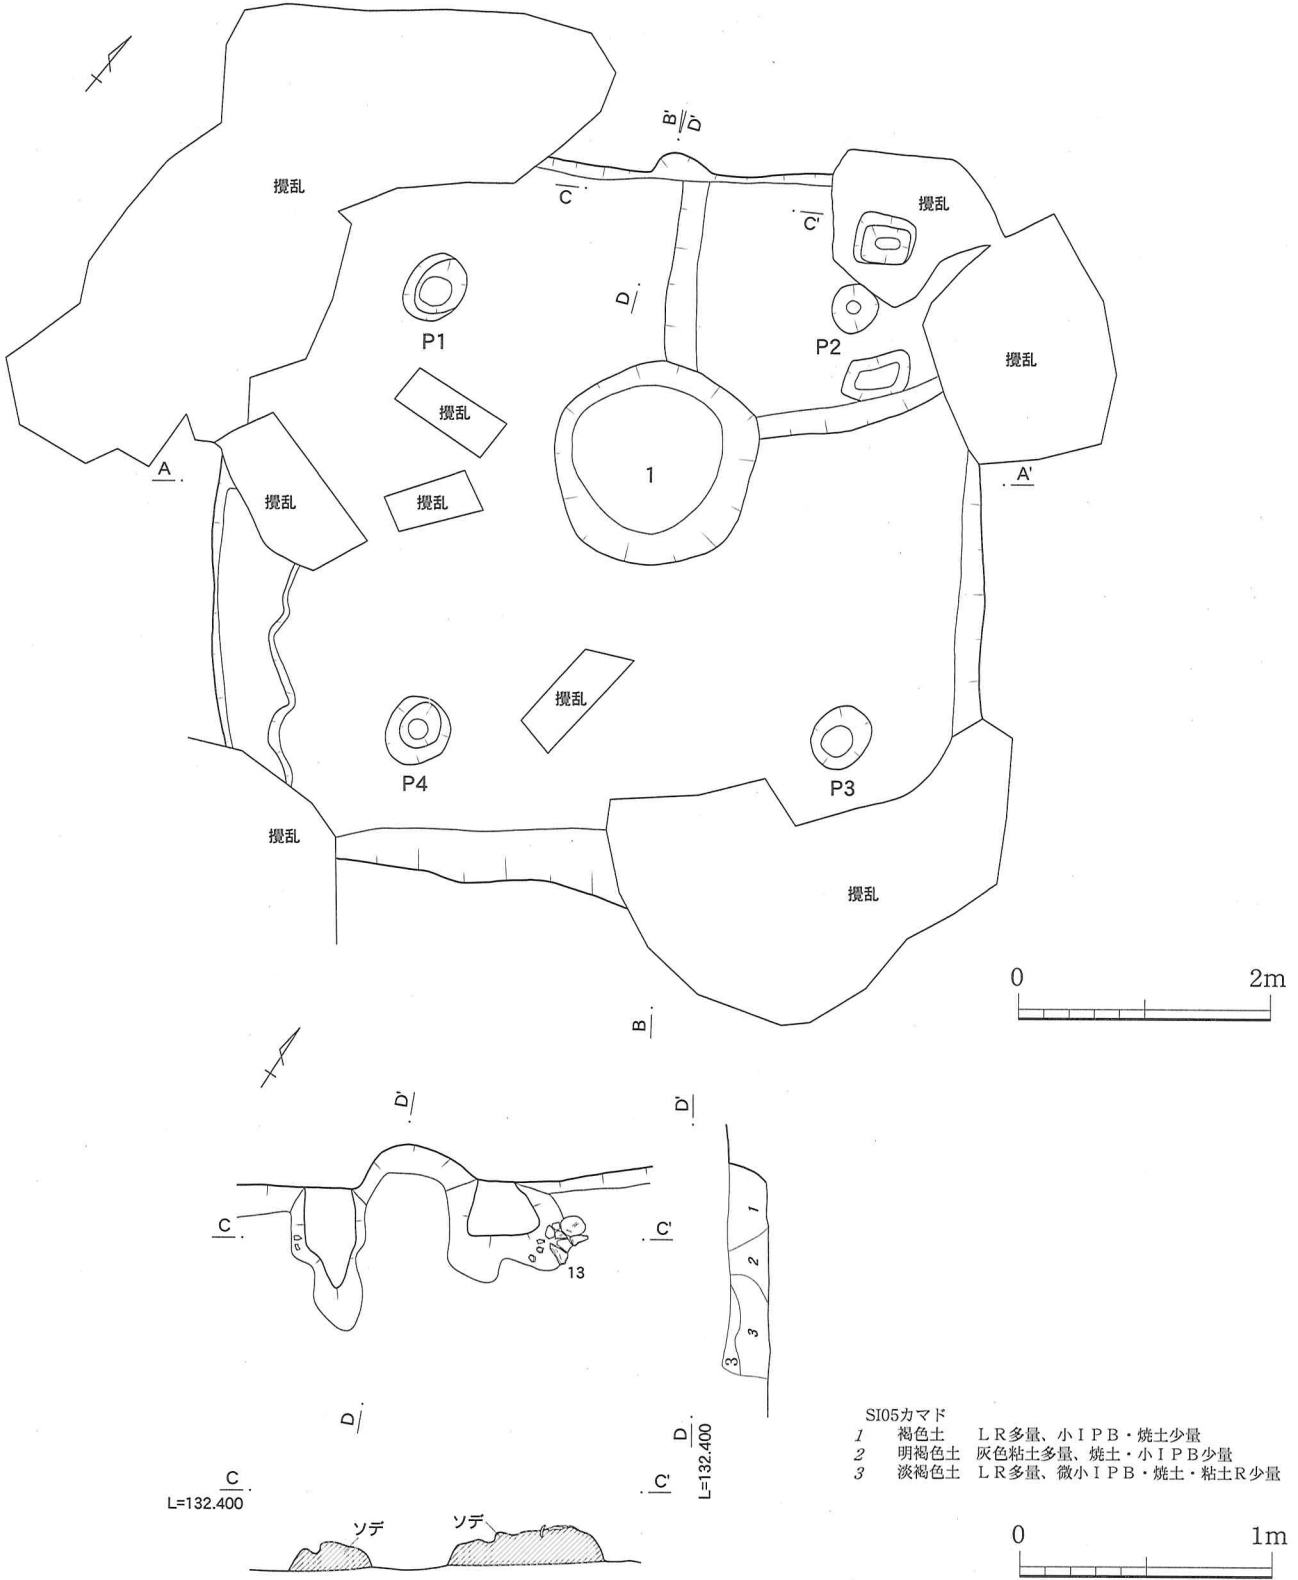 B' D'
攪乱
攪乱
C
C'
D
P1
P2
攪乱
攪乱
1
A
A'
攪乱
攪乱
攪乱
P4
P3
攪乱
攪乱
0 2m
B
D'
D'
1
2
3
3
C
C'
13
D
D
L=132.400
SI05カマド
1 褐色土 LR多量、小IPB・焼土少量
2 明褐色土 灰色粘土多量、焼土・小IPB少量
3 淡褐色土 LR多量、微小IPB・焼土・粘土R少量
C
C'
L=132.400
ソデ
ソデ
0 1m